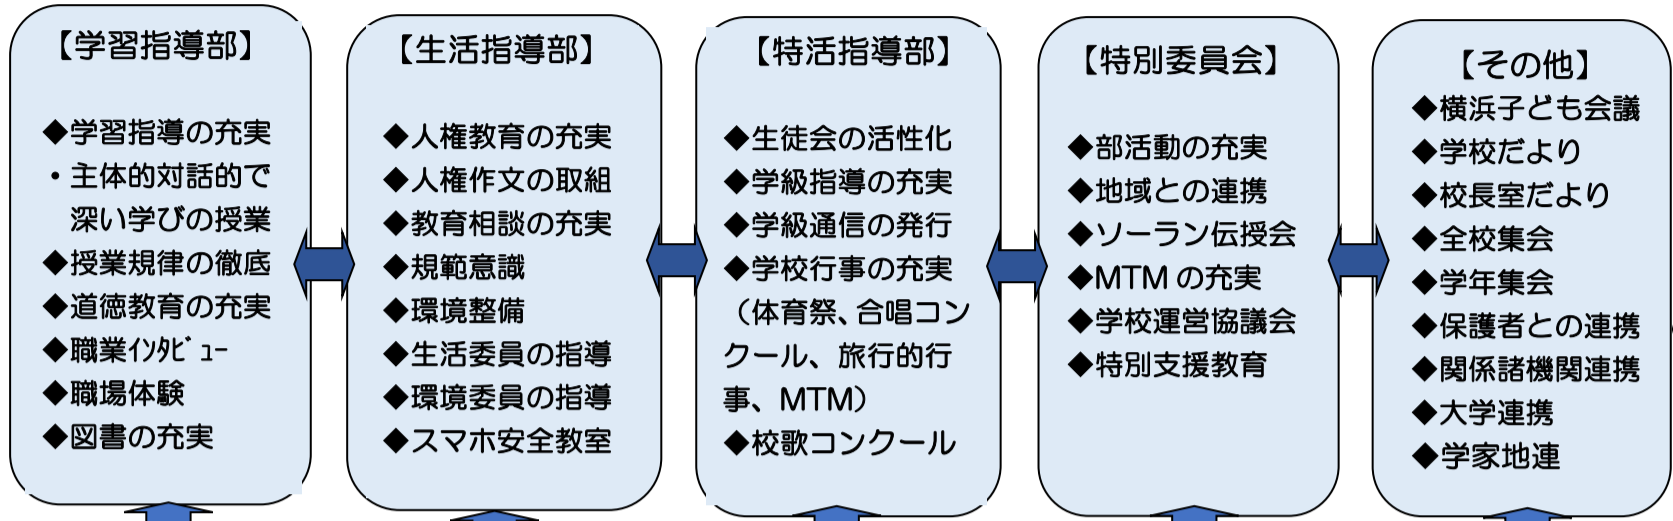 【学習指導部】
◆学習指導の充実
・主体的対話的で
深い学びの授業
◆授業規律の徹底
◆道徳教育の充実
◆職業ｲﾝﾀﾋﾞｭｰ
◆職場体験
◆図書の充実
【生活指導部】
◆人権教育の充実
◆人権作文の取組
◆教育相談の充実
◆規範意識
◆環境整備
◆生活委員の指導
◆環境委員の指導
◆スマホ安全教室
【特活指導部】
◆生徒会の活性化
◆学級指導の充実
◆学級通信の発行
◆学校行事の充実
（体育祭、合唱コン
クール、旅行的行
事、MTM）
◆校歌コンクール
【特別委員会】
◆部活動の充実
◆地域との連携
◆ソーラン伝授会
◆MTM の充実
◆学校運営協議会
◆特別支援教育
【その他】
◆横浜子ども会議
◆学校だより
◆校長室だより
◆全校集会
◆学年集会
◆保護者との連携
◆関係諸機関連携
◆大学連携
◆学家地連